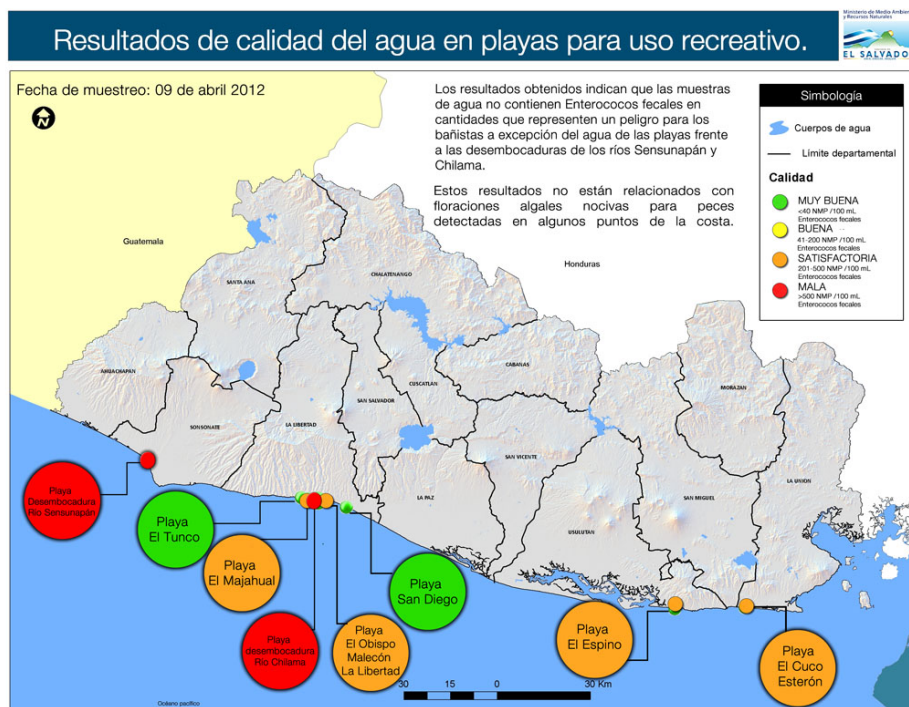 Resultados de calidad del agua en playas para uso recreativo.
Ministerio de Medio Ambien
y Recursos Naturales
EL SALVADO
Fecha de muestreo: 09 de abril 2012
N
Los resultados obtenidos indican que las muestras
de agua no contienen Enterococos fecales en
cantidades que representen un peligro para los
bañistas a excepción del agua de las playas frente
a las desembocaduras de los ríos Sensunapán y
Chilama.
Estos resultados no están relacionados con
floraciones algales nocivas para peces
detectadas en algunos puntos de la costa.
Simbología
Cuerpos de agua
Limite departamental
Calidad
MUY BUENA
<40 NMP /100 mL
Enterococos fecales
BUENA
41-200 NMP /100 mL
Enterococos fecales
SATISFACTORIA
201-500 NMP /100 mL
Enterococos fecales
MALA
>500 NMP /100 mL
Enterococos fecales
Guatemala
Honduras
SANTA ANA
CHALATENANGO
AHUACHAPAN
SONSONATE
LA LIBERTAD
SAN SALVADOR
CUSCATLAN
CABANAS
MORAZAN
SAN VICENTE
LA PAZ
USULUTAN
SAN MIGUEL
LA UNION
Playa
Desembocadura
Río Sensunapán
Playa
El Tunco
Playa
El Majahual
Playa
desembocadura
Río Chilama
Playa
El Obispo
Malecón
La Libertad
Playa
San Diego
Playa
El Espino
Playa
El Cuco
Esterón
30 15 0 30 Km
Océano pacífico